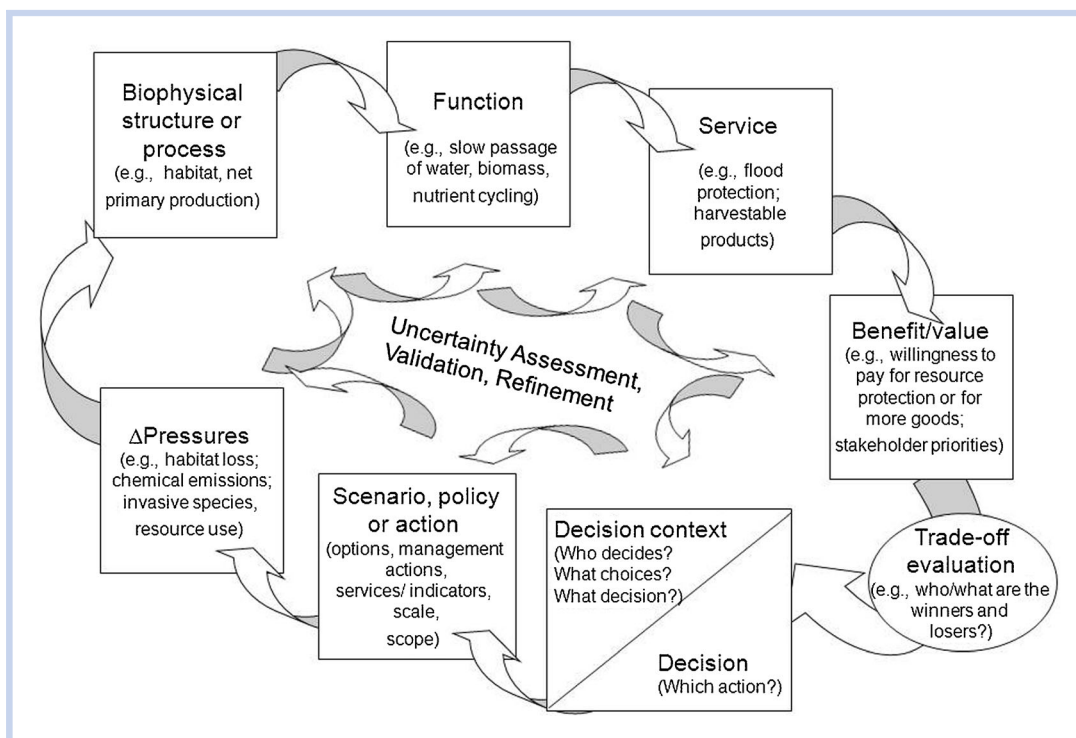 Biophysical
structure or
process
(e.g., habitat, net
primary production)
Function
(e.g., slow passage
of water, biomass,
nutrient cycling)
Service
(e.g., flood
protection;
harvestable
products)
Benefit/value
(e.g., willingness to
pay for resource
protection or for
more goods;
stakeholder priorities)
Trade-off
evaluation
(e.g., who/what are the
winners and
losers?)
Decision context
(Who decides?
What choices?
What decision?)
Decision
(Which action?)
Scenario, policy
or action
(options, management
actions,
services/ indicators,
scale,
scope)
ΔPressures
(e.g., habitat loss;
chemical emissions;
invasive species,
resource use)
Uncertainty Assessment,
Validation, Refinement